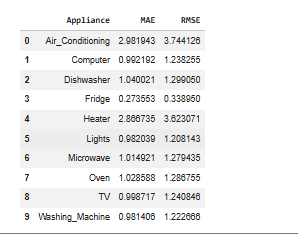 Appliance MAE RMSE
0 Air_Conditioning 2.981943 3.744126
1 Computer 0.992192 1.238255
2 Dishwasher 1.040021 1.299050
3 Fridge 0.273553 0.338950
4 Heater 2.866735 3.623071
5 Lights 0.982039 1.208143
6 Microwave 1.014921 1.279435
7 Oven 1.028588 1.286755
8 TV 0.998717 1.240846
9 Washing_Machine 0.981406 1.222666